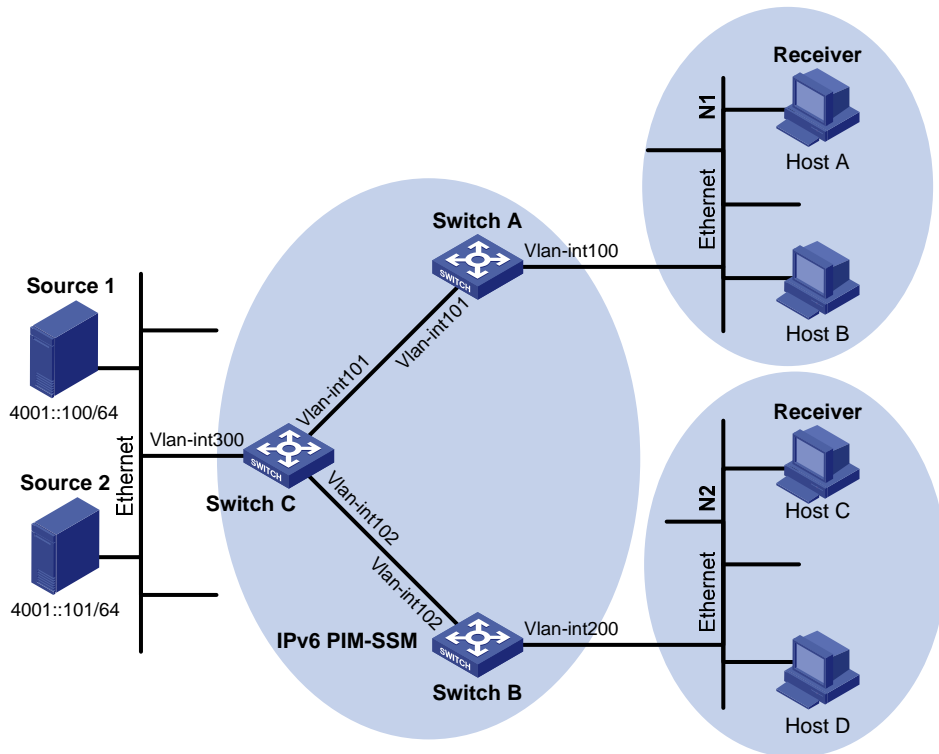 Receiver
N1
Host A
Ethernet
Host B
Switch A
Vlan-int100
SWITCH
Vlan-int101
Vlan-int101
Source 1
4001::100/64
Ethernet
Vlan-int300
SWITCH
Switch C
Source 2
4001::101/64
Vlan-int102
Vlan-int102
IPv6 PIM-SSM
SWITCH
Switch B
Vlan-int200
Receiver
N2
Host C
Ethernet
Host D